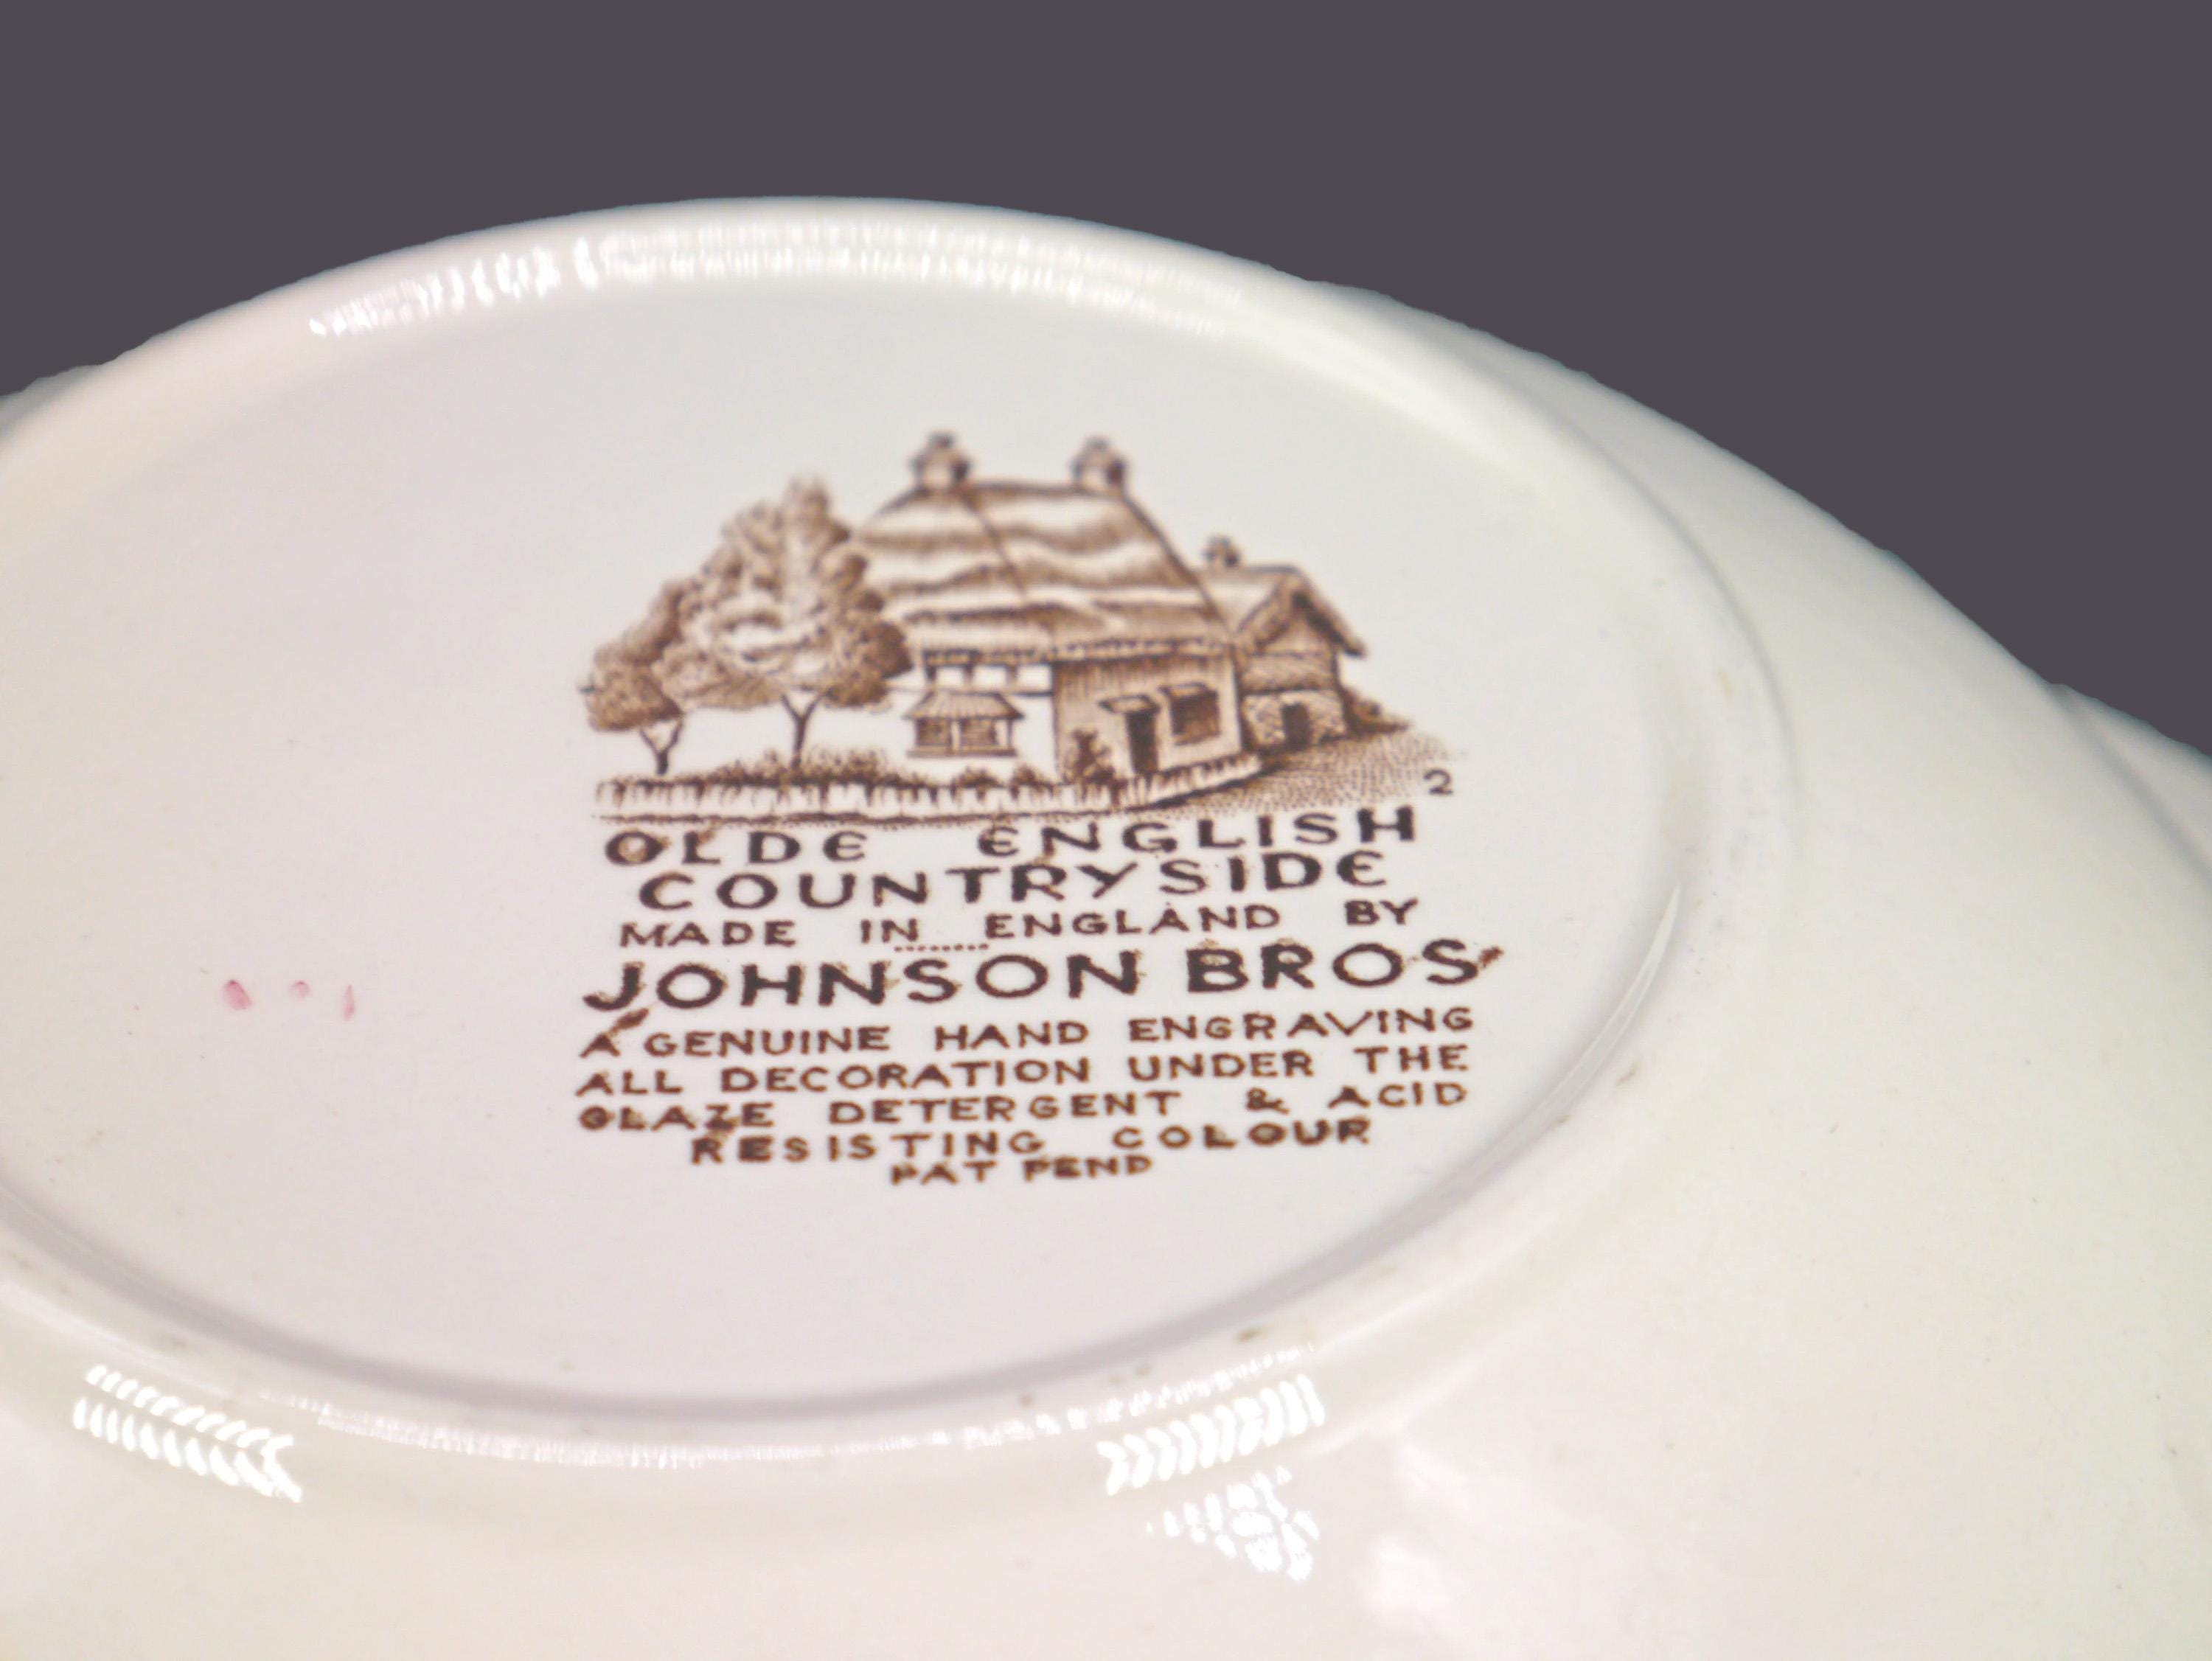 2
OLDE ENGLISH
COUNTRYSIDE
MADE IN ENGLAND BY
JOHNSON BROS
A GENUINE HAND ENGRAVING
ALL DECORATION UNDER THE
GLAZE DETERGENT & ACID
RESISTING COLOUR
PAT PEND